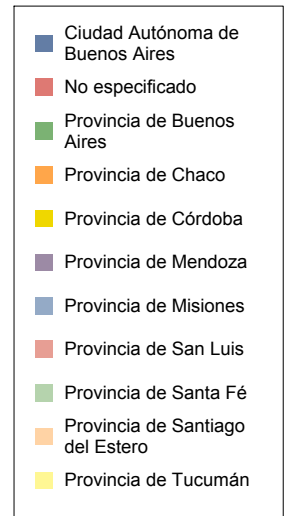 Ciudad Autónoma de
Buenos Aires
No especificado
Provincia de Buenos
Aires
Provincia de Chaco
Provincia de Córdoba
Provincia de Mendoza
Provincia de Misiones
Provincia de San Luis
Provincia de Santa Fé
Provincia de Santiago
del Estero
Provincia de Tucumán